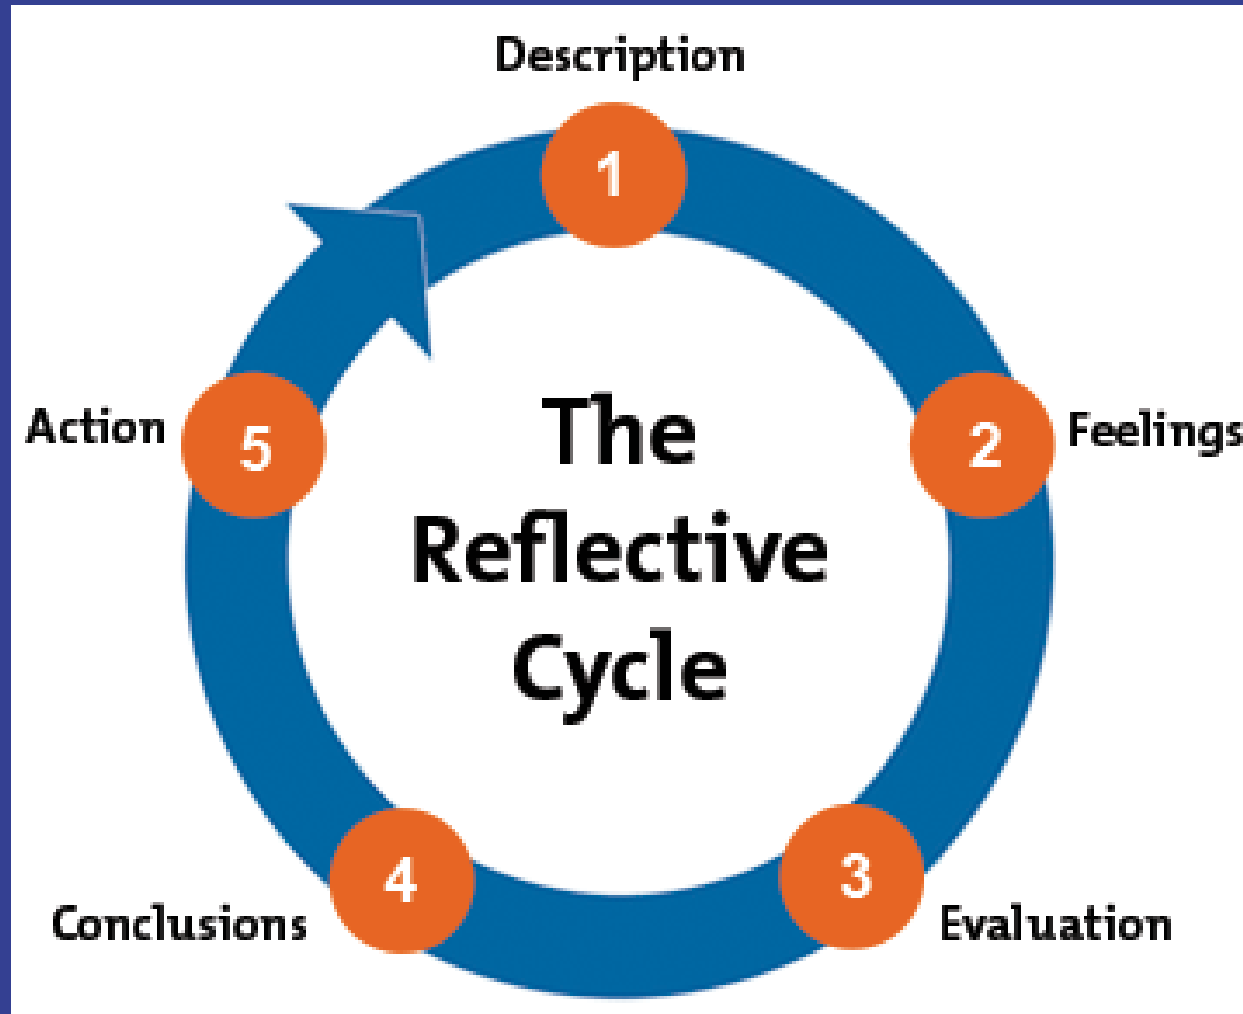 Description
1
The
Reflective
Cycle
2
Feelings
3
Evaluation
4
Conclusions
5
Action